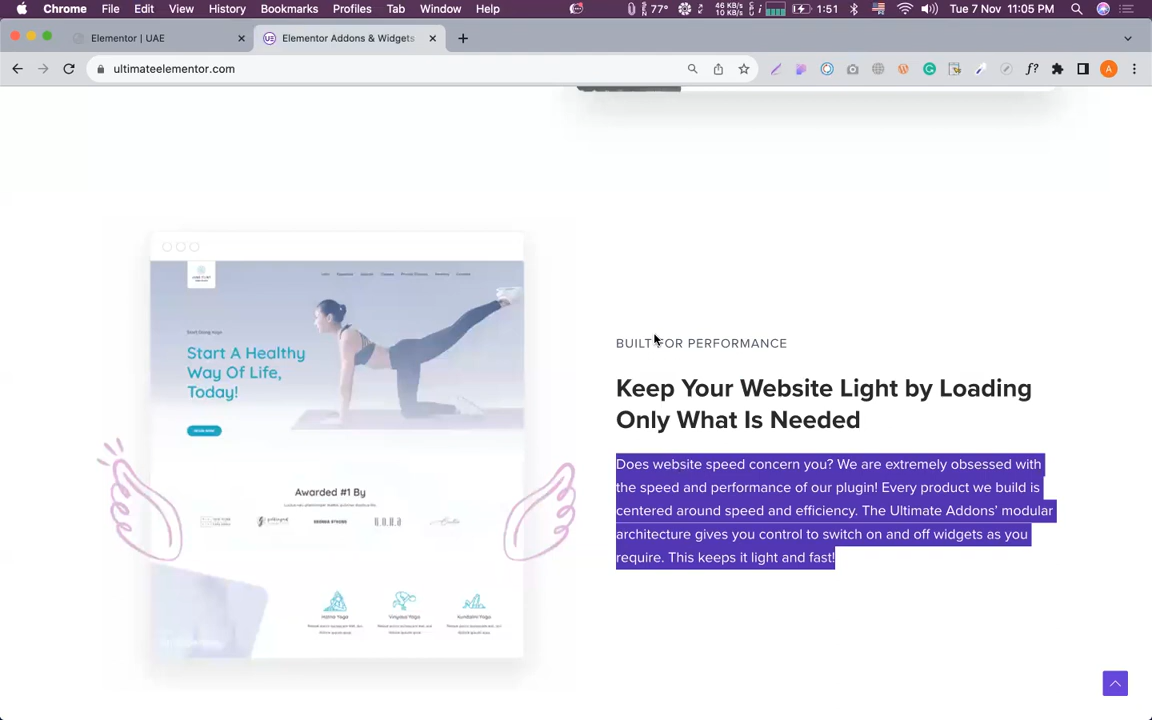 Chrome File Edit View History Bookmarks Profiles Tab Window Help
77° 46 KB/s 10 KB/s 1:51 Tue 7 Nov 11:05 PM
Elementor | UAE
Elementor Addons & Widgets
ultimateelementor.com
Start A Healthy
Way Of Life,
Today!
Awarded #1 By
BUILT FOR PERFORMANCE
Keep Your Website Light by Loading
Only What Is Needed
Does website speed concern you? We are extremely obsessed with
the speed and performance of our plugin! Every product we build is
centered around speed and efficiency. The Ultimate Addons’ modular
architecture gives you control to switch on and off widgets as you
require. This keeps it light and fast!